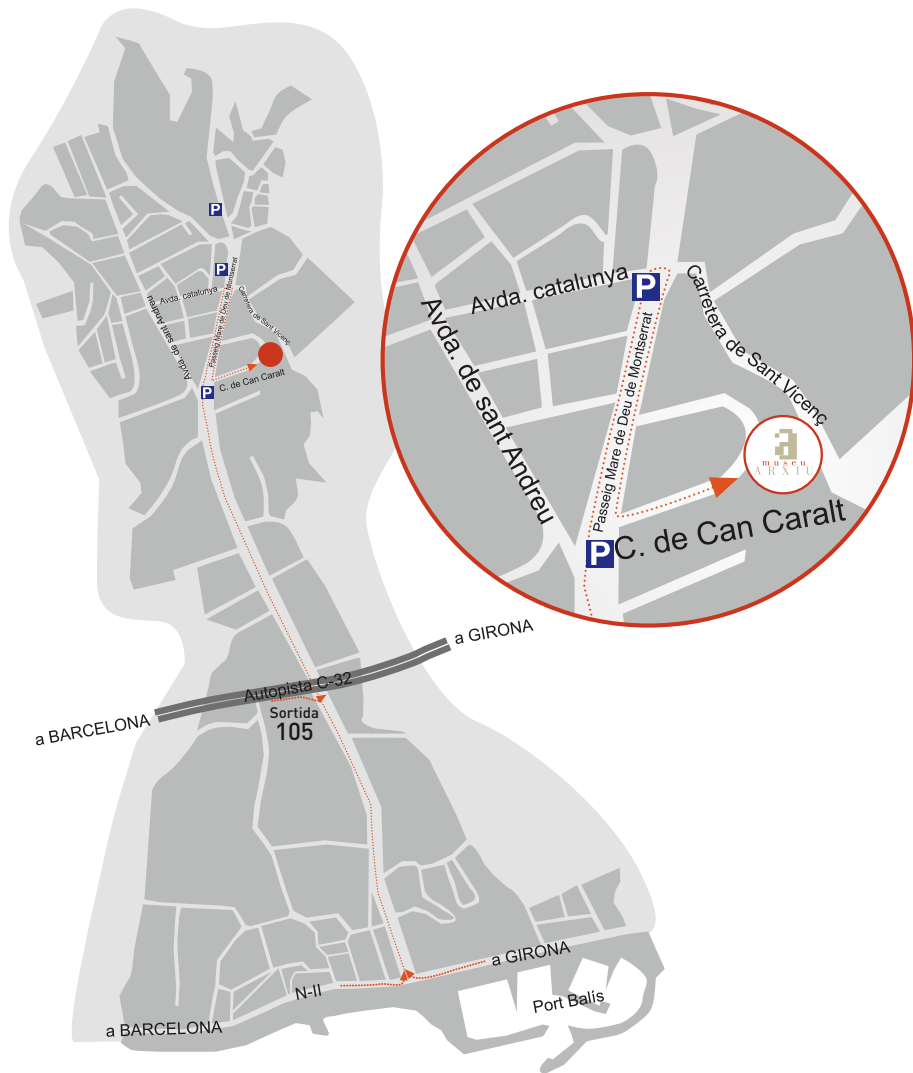 P
P
Avda. catalunya
Passeig Mare de Deu de Montserrat
Carretera de Sant Vicenç
Avda. de sant Andreu
C. de Can Caralt
P
Avda. catalunya
P
Carretera de Sant Vicenç
Avda. de sant Andreu
Passeig Mare de Deu de Montserrat
a
museu
ARXIU
P
C. de Can Caralt
a GIRONA
Autopista C-32
a BARCELONA
Sortida
105
a GIRONA
N-II
Port Balís
a BARCELONA